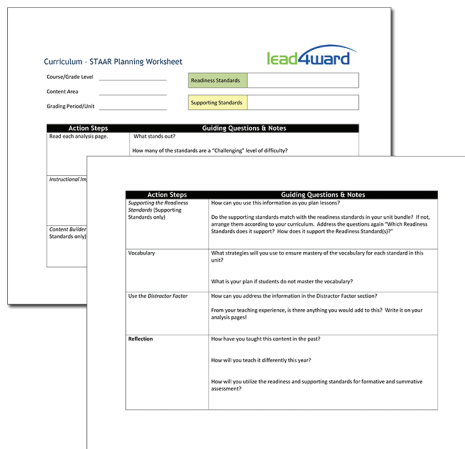 lead4ward
Curriculum – STAAR Planning Worksheet
Course/Grade Level
Readiness Standards
Content Area
Supporting Standards
Grading Period/Unit
Action Steps Guiding Questions & Notes
Read each analysis page. What stands out?
How many of the standards are a "Challenging" level of difficulty?
Instructional Im
Content Builder
Standards only)
Action Steps Guiding Questions & Notes
Supporting the Readiness How can you use this information as you plan lessons?
Standards (Supporting
Standards only) Do the supporting standards match with the readiness standards in your unit bundle? If not,
arrange them according to your curriculum. Address the questions again "Which Readiness
Standards does it support? How does it support the Readiness Standard(s)?"
Vocabulary What strategies will you use to ensure mastery of the vocabulary for each standard in this
unit?
What is your plan if students do not master the vocabulary?
Use the Distractor Factor How can you address the information in the Distractor Factor section?
From your teaching experience, is there anything you would add to this? Write it on your
analysis pages!
Reflection How have you taught this content in the past?
How will you teach it differently this year?
How will you utilize the readiness and supporting standards for formative and summative
assessment?